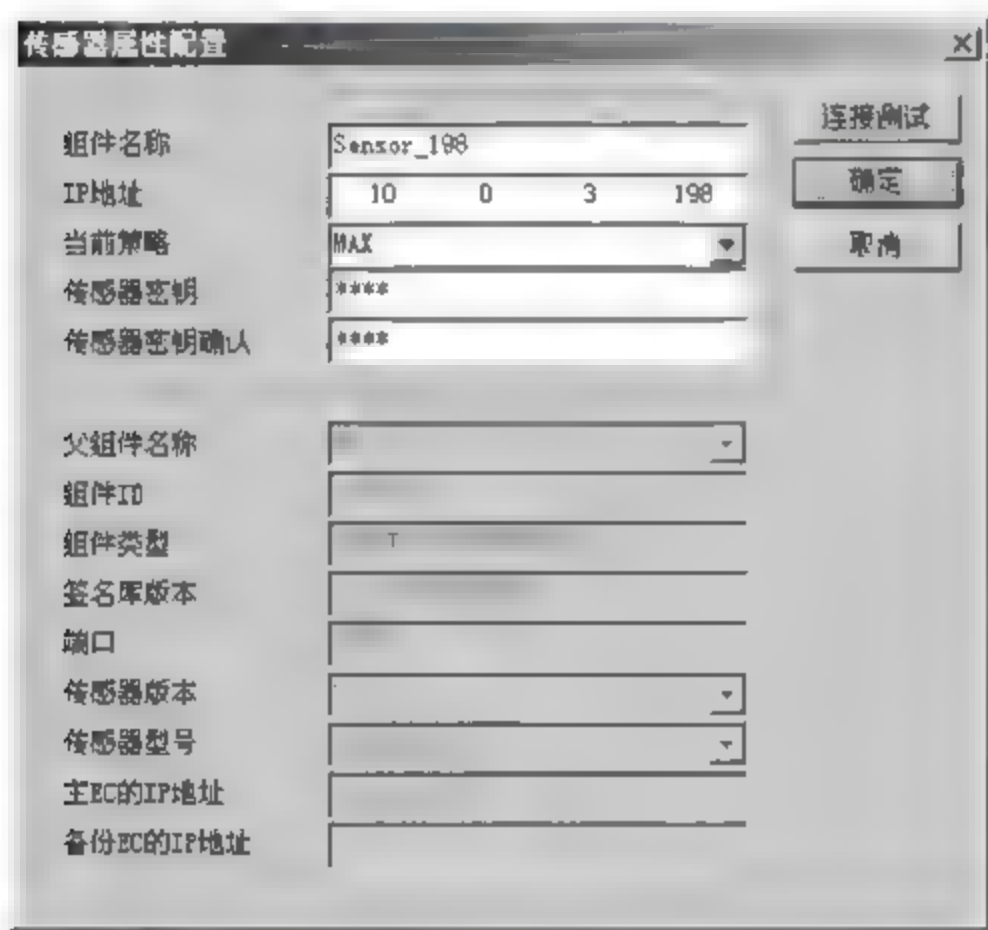 传感器属性配置
组件名称 Sensor_198 连接测试
IP地址 10 0 3 198 确定
当前策略 MAX 取消
传感器密钥 ****
传感器密钥确认 ****
父组件名称
组件ID
组件类型
签名库版本
端口
传感器版本
传感器型号
主EC的IP地址
备份EC的IP地址